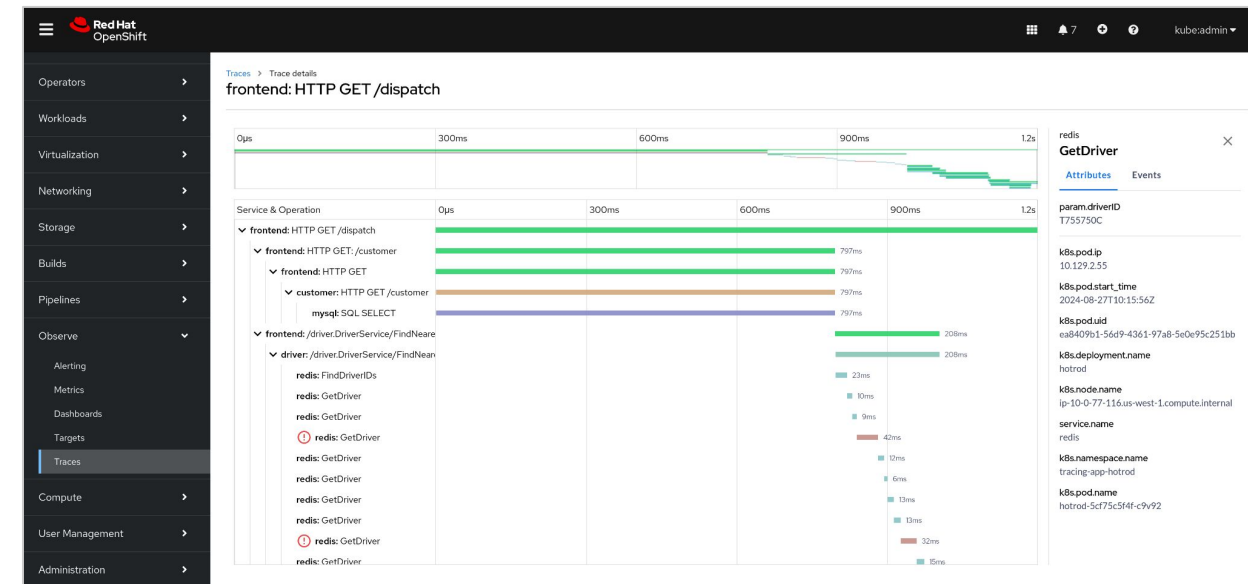 Red Hat
OpenShift
7
kube:admin
Operators
Workloads
Virtualization
Networking
Storage
Builds
Pipelines
Observe
Alerting
Metrics
Dashboards
Targets
Traces
Compute
User Management
Administration
Traces > Trace details
frontend: HTTP GET /dispatch
0µs 300ms 600ms 900ms 1.2s
Service & Operation 0µs 300ms 600ms 900ms 1.2s
frontend: HTTP GET /dispatch
frontend: HTTP GET: /customer 797ms
frontend: HTTP GET 797ms
customer: HTTP GET /customer 797ms
mysql: SQL SELECT 797ms
frontend: /driver.DriverService/FindNeare 208ms
driver: /driver.DriverService/FindNear 208ms
redis: FindDriverIDs 23ms
redis: GetDriver 10ms
redis: GetDriver 9ms
redis: GetDriver 42ms
redis: GetDriver 12ms
redis: GetDriver 6ms
redis: GetDriver 13ms
redis: GetDriver 13ms
redis: GetDriver 32ms
redis: GetDriver 15ms
redis
GetDriver
Attributes Events
param.driverID
T755750C
k8s.pod.ip
10.129.2.55
k8s.pod.start_time
2024-08-27T10:15:56Z
k8s.pod.uid
ea8409b1-56d9-4361-97a8-5e0e95c251bb
k8s.deployment.name
hotrod
k8s.node.name
ip-10-0-77-116.us-west-1.compute.internal
service.name
redis
k8s.namespace.name
tracing-app-hotrod
k8s.pod.name
hotrod-5cf75c5f4f-c9v92